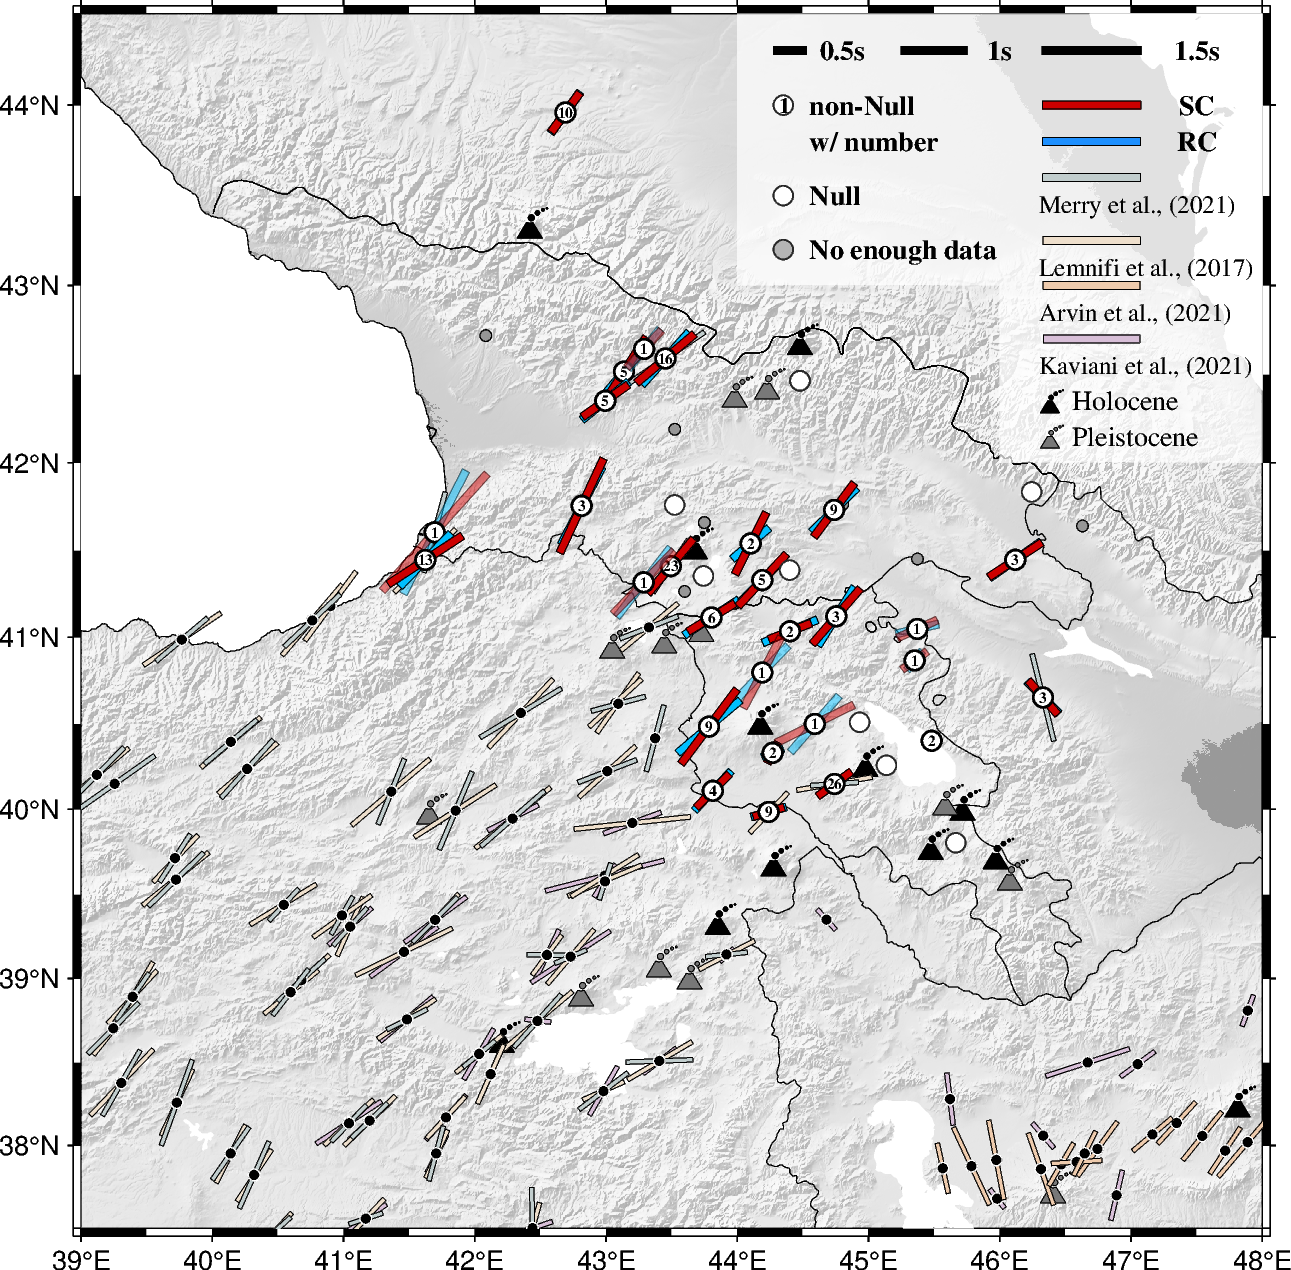 0.5s 1s 1.5s
① non-Null SC
w/ number RC
Null
Merry et al., (2021)
No enough data
Lemnifi et al., (2017)
Arvin et al., (2021)
Kaviani et al., (2021)
Holocene
Pleistocene
44°N
43°N
42°N
41°N
40°N
39°N
38°N
10
1
16
5
5
3
1
13
9
2
23
1
5
3
6
2
3
1
1
1
3
9
1
2
2
4
26
9
39°E 40°E 41°E 42°E 43°E 44°E 45°E 46°E 47°E 48°E